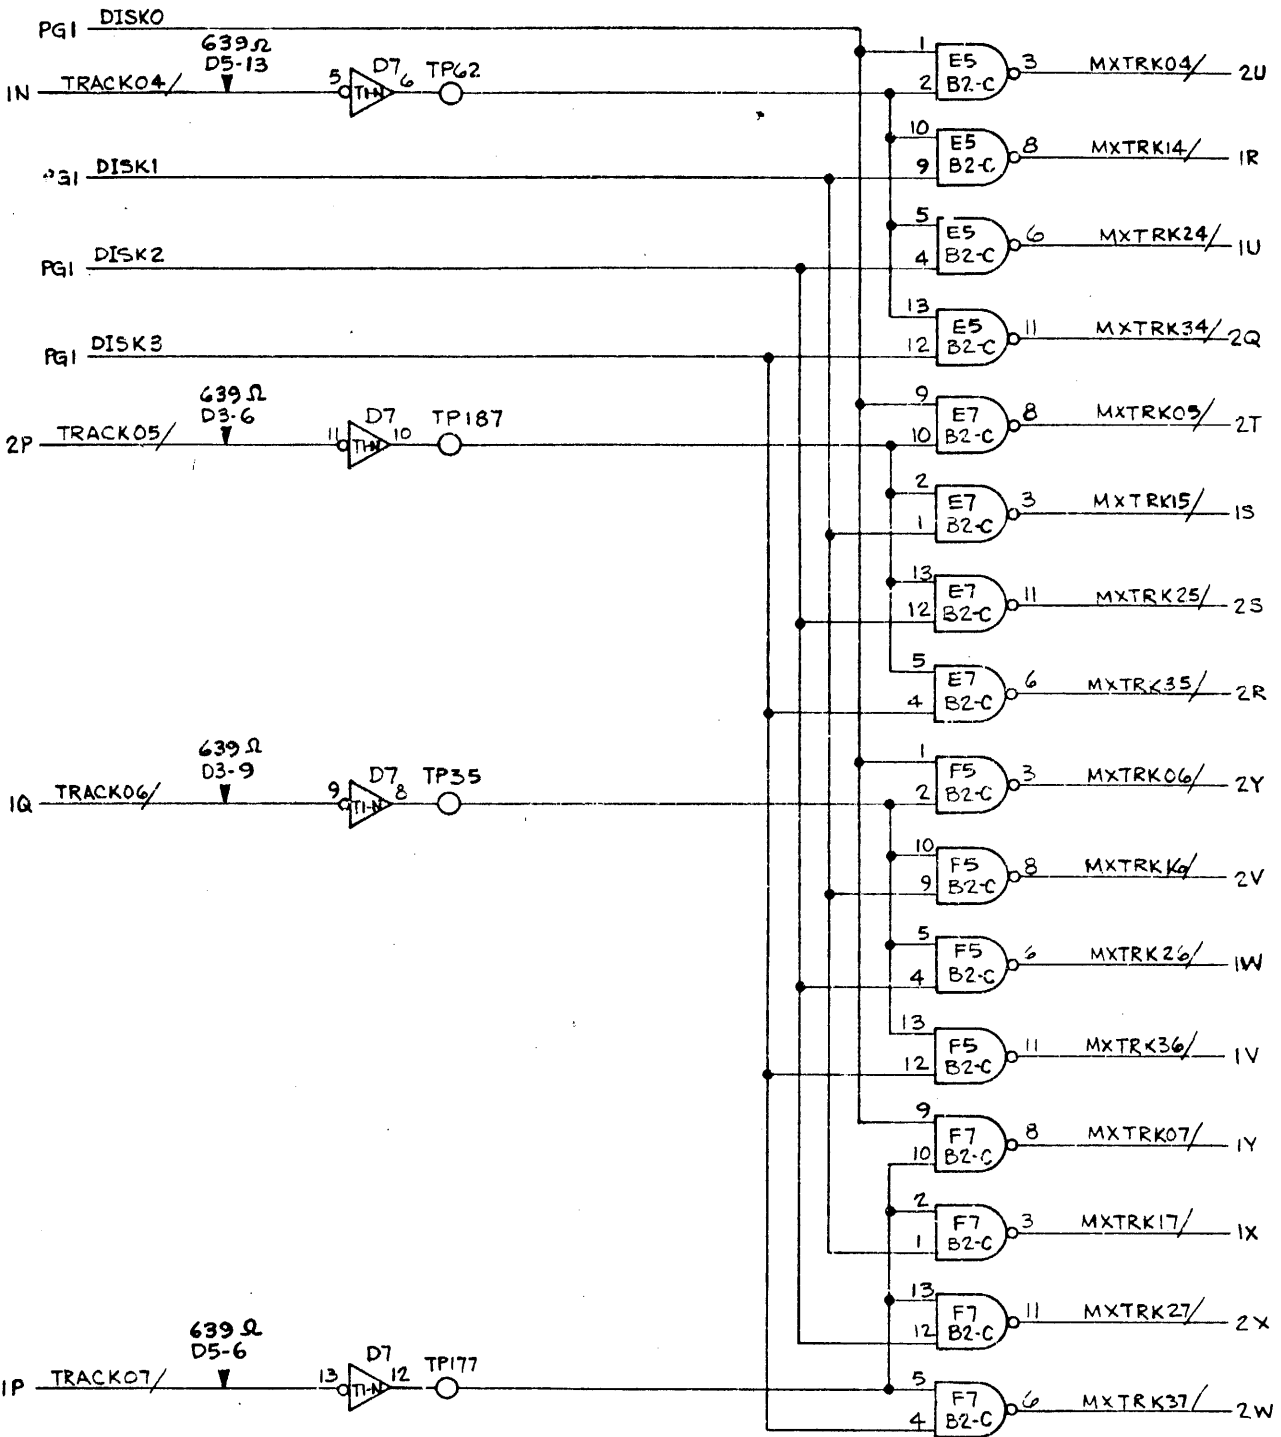 PG1 DISK0
639Ω
D5-13
1N TRACK04/ 5 D7 TI-N 6 TP62
1 2 E5 B2-C 3 MXTRK04/ 2U
10 9 E5 B2-C 8 MXTRK14/ 1R
PG1 DISK1
5 4 E5 B2-C 6 MXTRK24/ 1U
PG1 DISK2
13 12 E5 B2-C 11 MXTRK34/ 2Q
PG1 DISK3
639Ω
D3-6
2P TRACK05/ 11 D7 TI-N 10 TP187
9 10 E7 B2-C 8 MXTRK05/ 2T
2 1 E7 B2-C 3 MXTRK15/ 1S
13 12 E7 B2-C 11 MXTRK25/ 2S
5 4 E7 B2-C 6 MXTRK35/ 2R
639Ω
D3-9
1Q TRACK06/ 9 D7 TI-N 8 TP35
1 2 F5 B2-C 3 MXTRK06/ 2Y
10 9 F5 B2-C 8 2V
5 4 F5 B2-C 6 MXTRK26/ 1W
13 12 F5 B2-C 11 MXTRK36/ 1V
9 10 F7 B2-C 8 MXTRK07/ 1Y
2 1 F7 B2-C 3 MXTRK17/ 1X
13 12 F7 B2-C 11 MXTRK27/ 2X
639Ω
D5-6
1P TRACK07/ 13 D7 TI-N 12 TP177
5 4 F7 B2-C 6 MXTRK37/ 2W